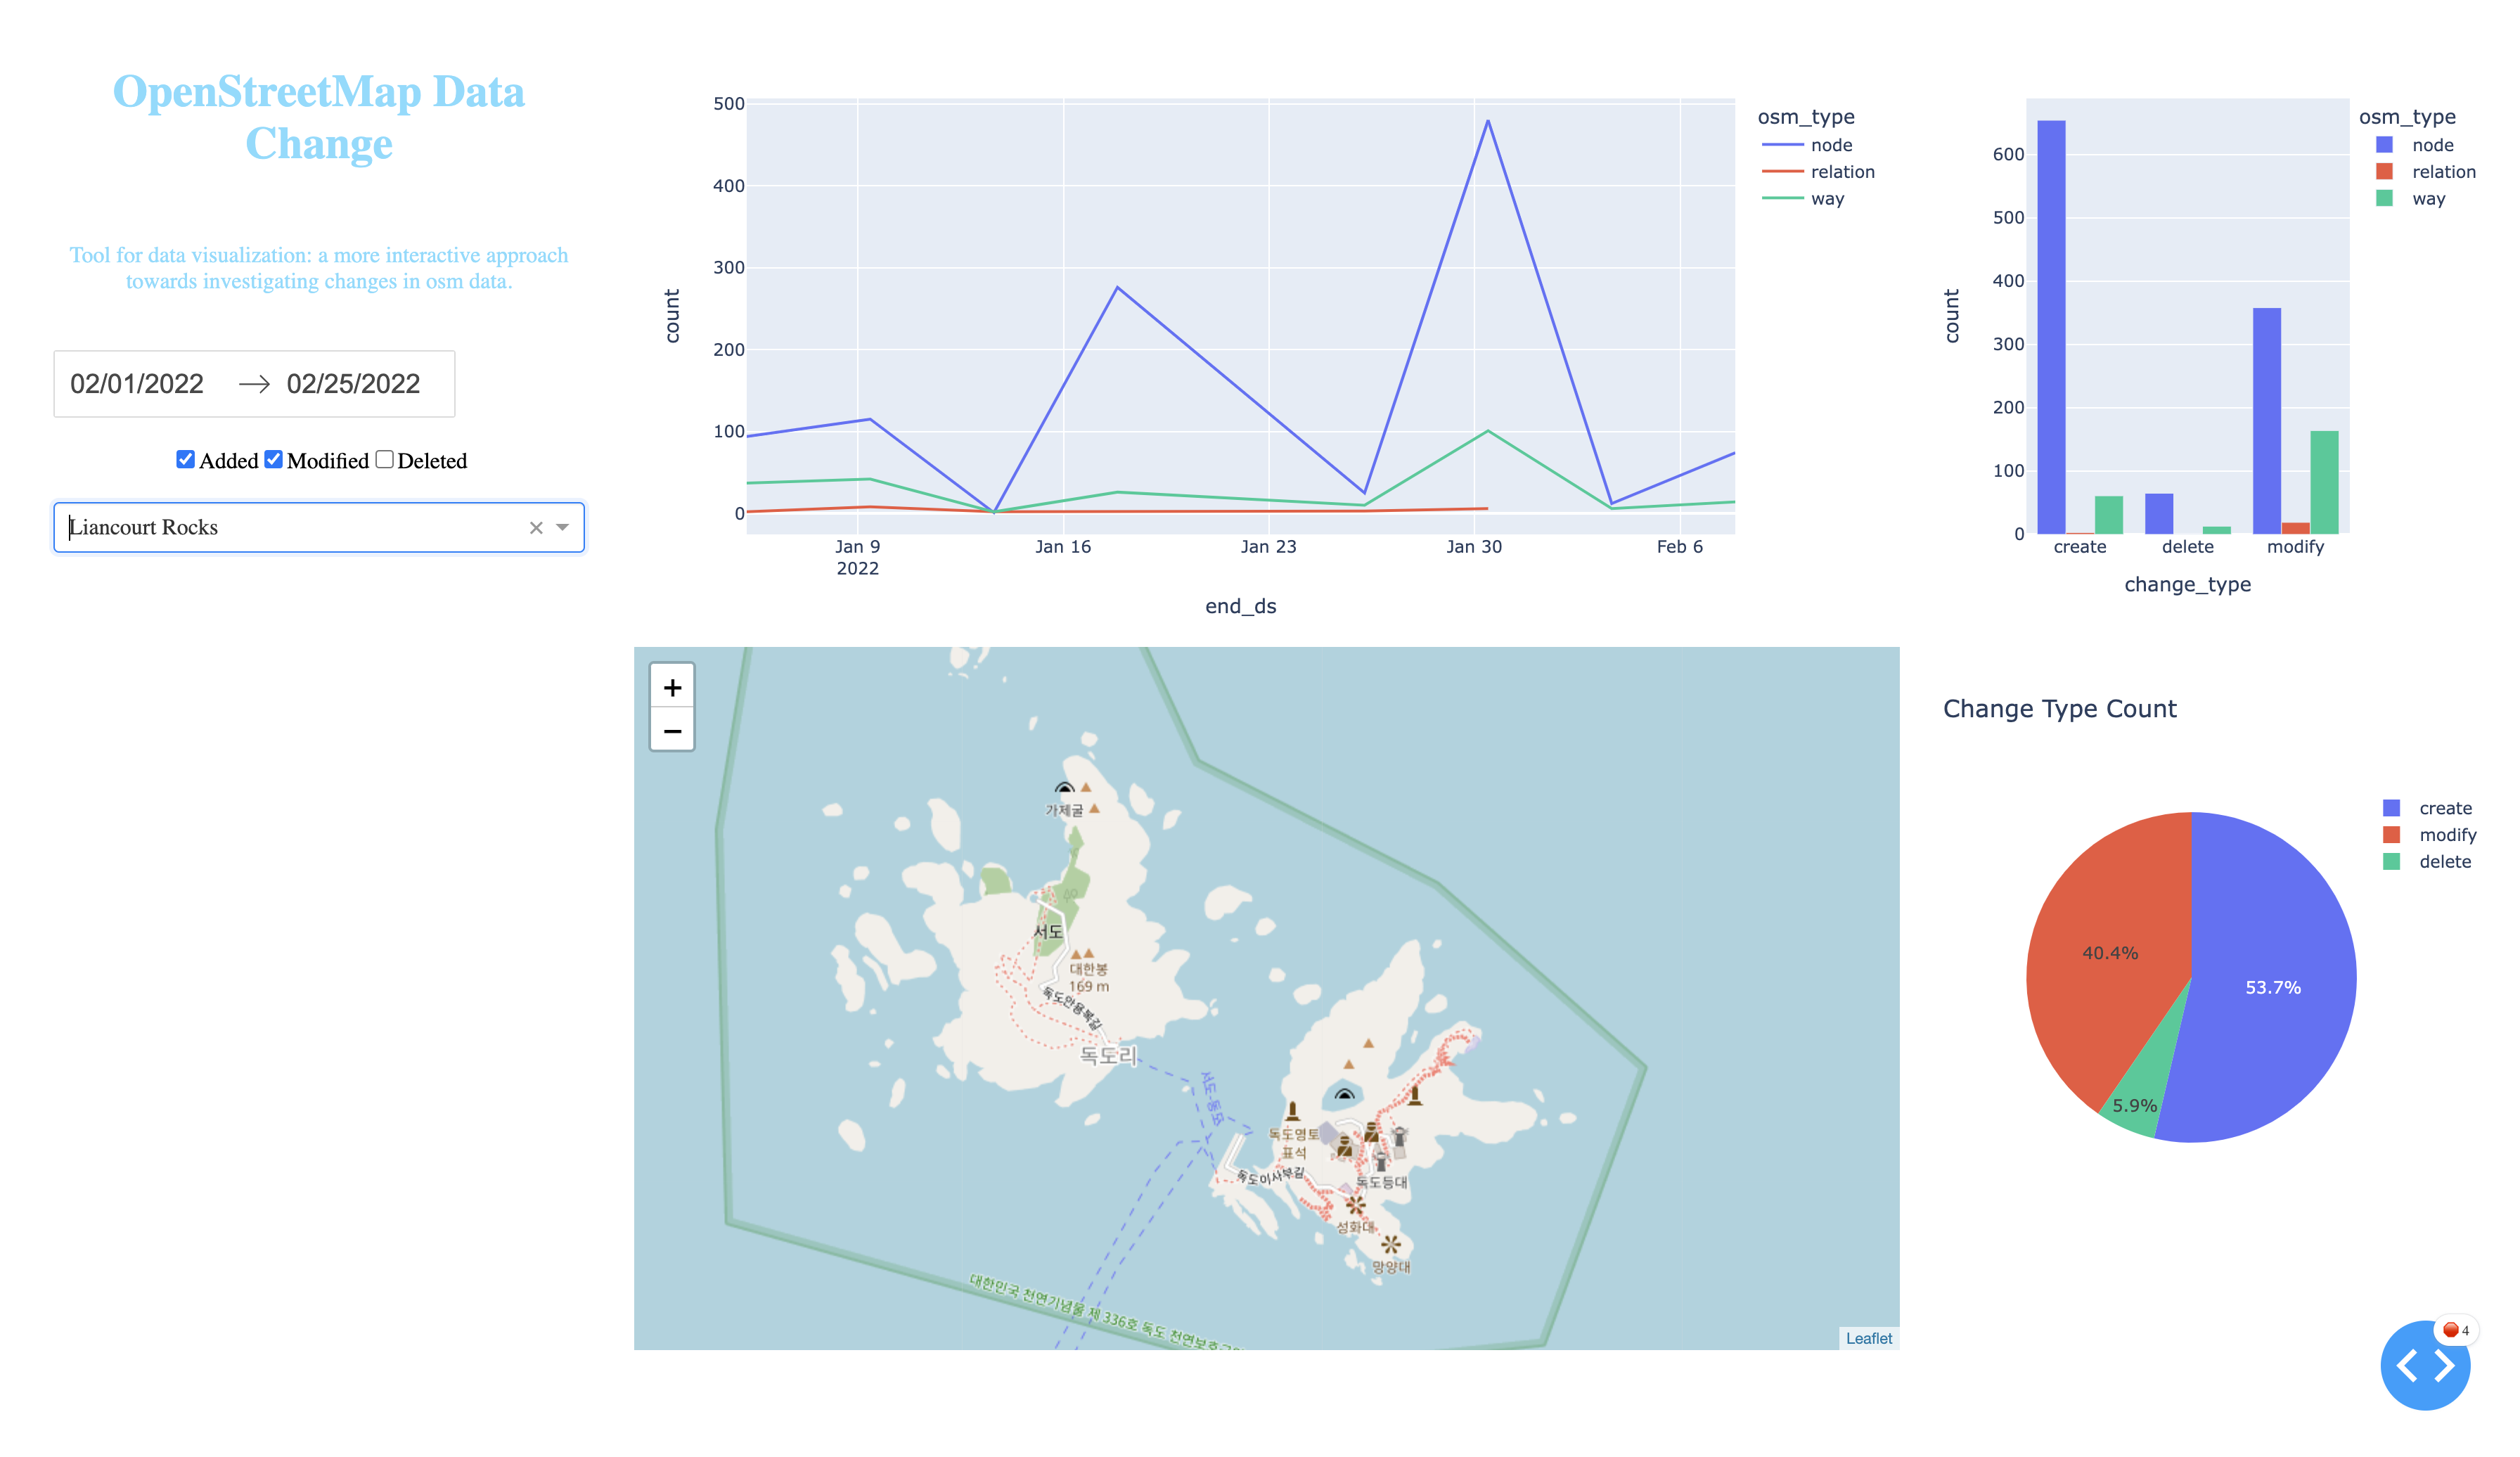 OpenStreetMap Data
Change
Tool for data visualization: a more interactive approach
towards investigating changes in osm data.
02/01/2022 → 02/25/2022
Added Modified Deleted
Liancourt Rocks
500
400
300
200
100
0
count
Jan 9
2022
Jan 16
Jan 23
Jan 30
Feb 6
end_ds
osm_type
node
relation
way
600
500
400
300
200
100
0
count
create
delete
modify
change_type
osm_type
node
relation
way
+
−
가제굴
서도
대한봉
169 m
독도안용복길
독도리
서도-동도
독도영토
표석
독도이사부길
독도등대
성화대
망양대
대한민국 천연기념물 제 336호 독도 천연보호구역
Leaflet
Change Type Count
create
modify
delete
40.4%
53.7%
5.9%
4